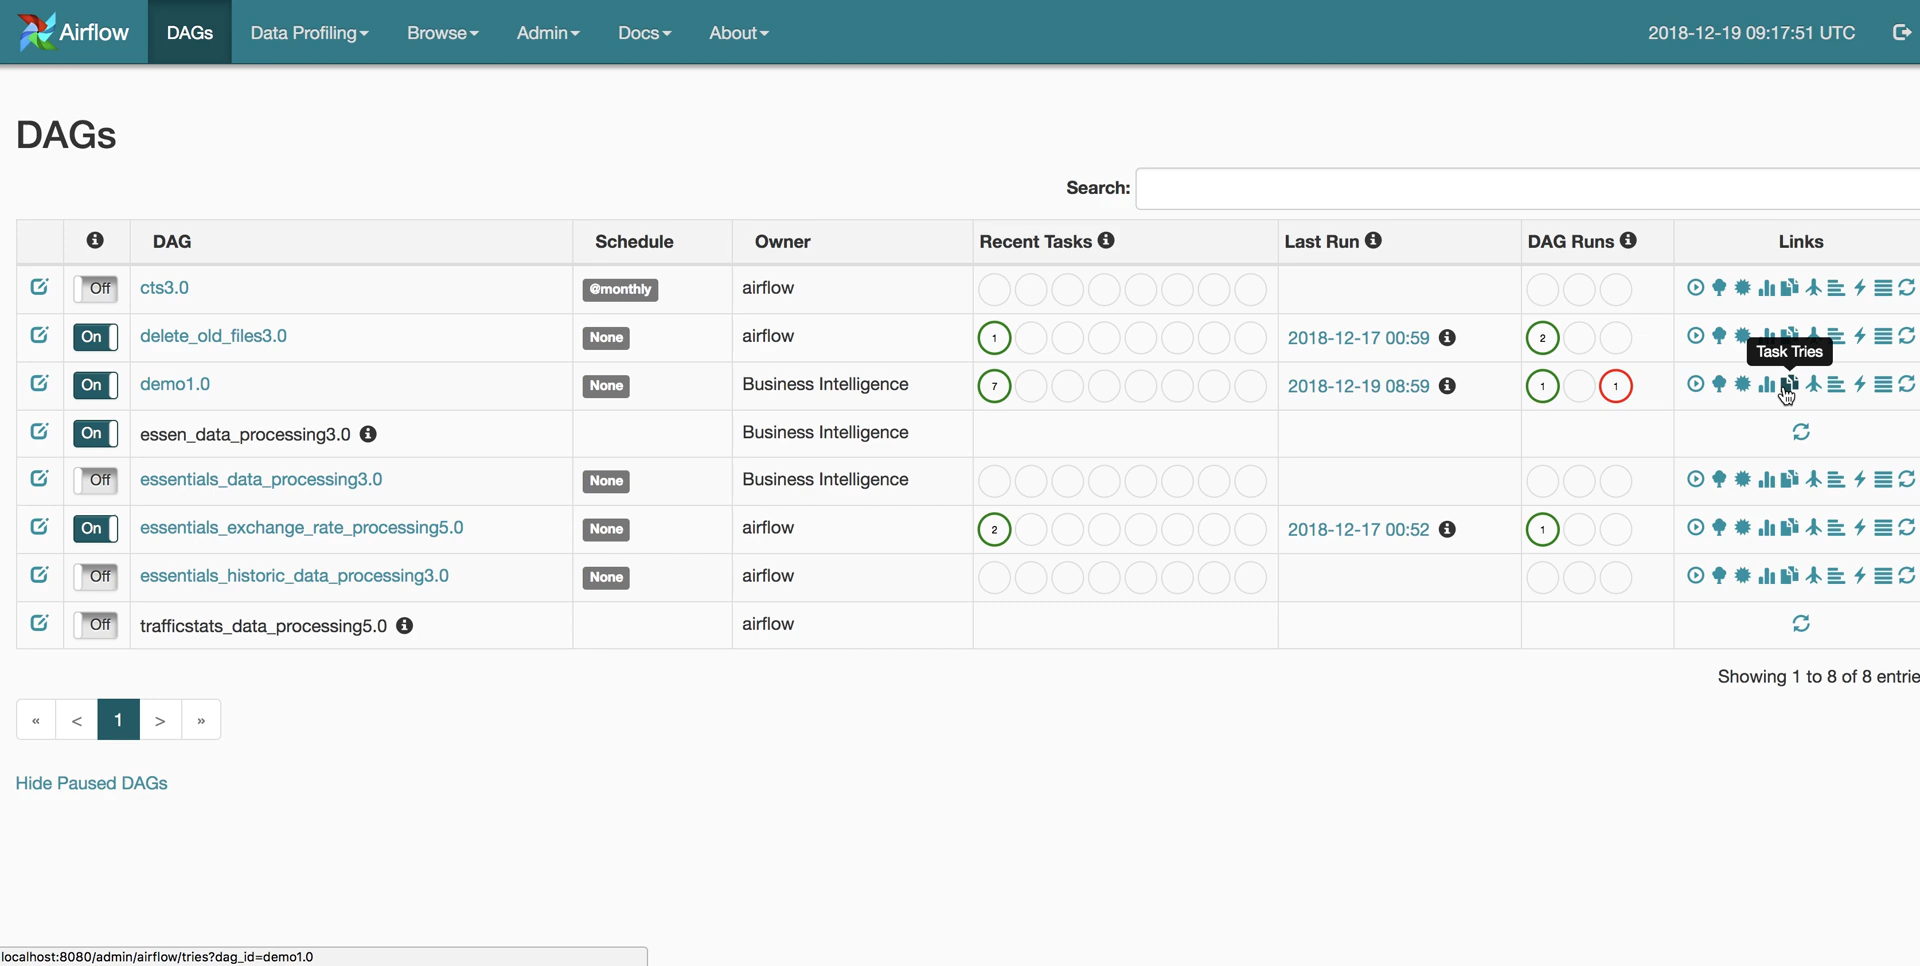 Airflow DAGs Data Profiling Browse Admin Docs About 2018-12-19 09:17:51 UTC
DAGs
Search:
DAG Schedule Owner Recent Tasks Last Run DAG Runs Links
Off cts3.0 @monthly airflow
On delete_old_files3.0 None airflow 1 2018-12-17 00:59 2
Task Tries
On demo1.0 None Business Intelligence 7 2018-12-19 08:59 1 1
On essen_data_processing3.0 Business Intelligence
Off essentials_data_processing3.0 None Business Intelligence
On essentials_exchange_rate_processing5.0 None airflow 2 2018-12-17 00:52 1
Off essentials_historic_data_processing3.0 None airflow
Off trafficstats_data_processing5.0 airflow
Showing 1 to 8 of 8 entrie
« < 1 > »
Hide Paused DAGs
localhost:8080/admin/airflow/tries?dag_id=demo1.0